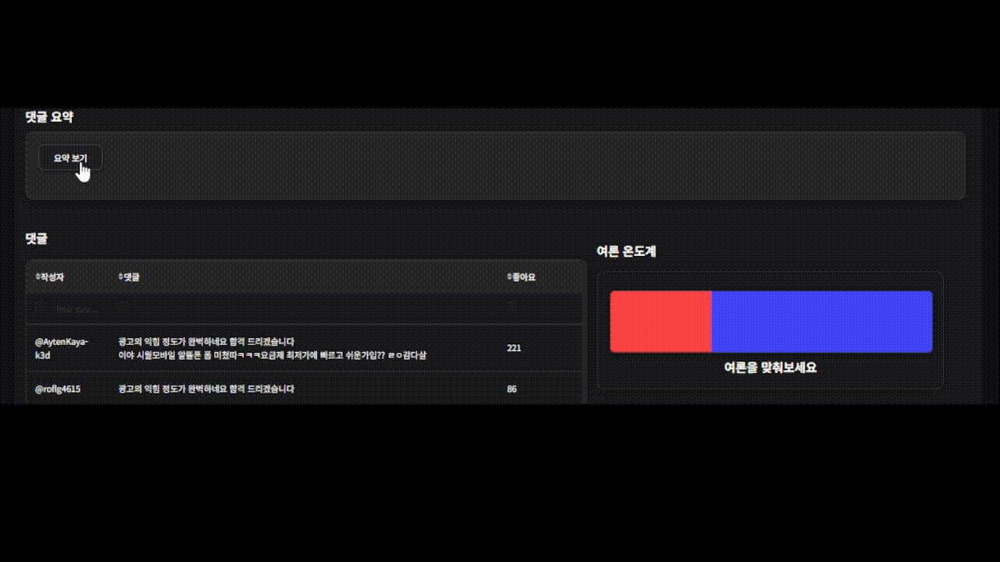 댓글 요약
요약 보기
댓글
작성자 댓글 좋아요
@AytenKaya-
k3d
광고의 익힘 정도가 완벽하네요 합격 드리겠습니다
이야 시월모바일 알뜰폰 폼 미쳤따ㅋㅋㅋ요금제 최저가에 빠르고 쉬운가입?? ㄹㅇ감다살
221
@roflg4615 광고의 익힘 정도가 완벽하네요 합격 드리겠습니다 86
여론 온도계
여론을 맞춰보세요